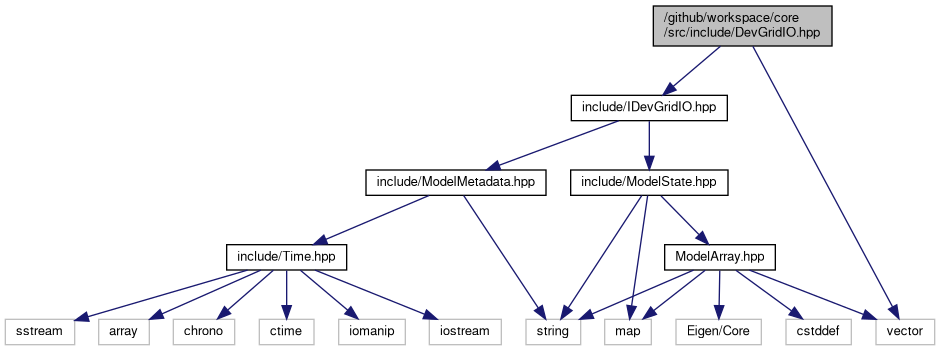 /github/workspace/core
/src/include/DevGridIO.hpp
include/IDevGridIO.hpp
include/ModelMetadata.hpp
include/ModelState.hpp
include/Time.hpp
ModelArray.hpp
sstream
array
chrono
ctime
iomanip
iostream
string
map
Eigen/Core
cstddef
vector